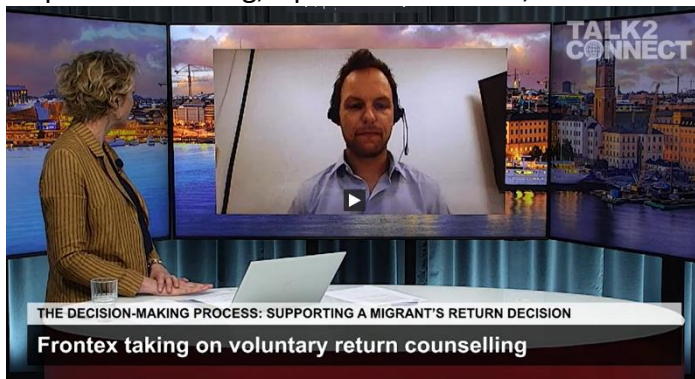 TALK2
CONNECT
THE DECISION-MAKING PROCESS: SUPPORTING A MIGRANT'S RETURN DECISION
Frontex taking on voluntary return counselling